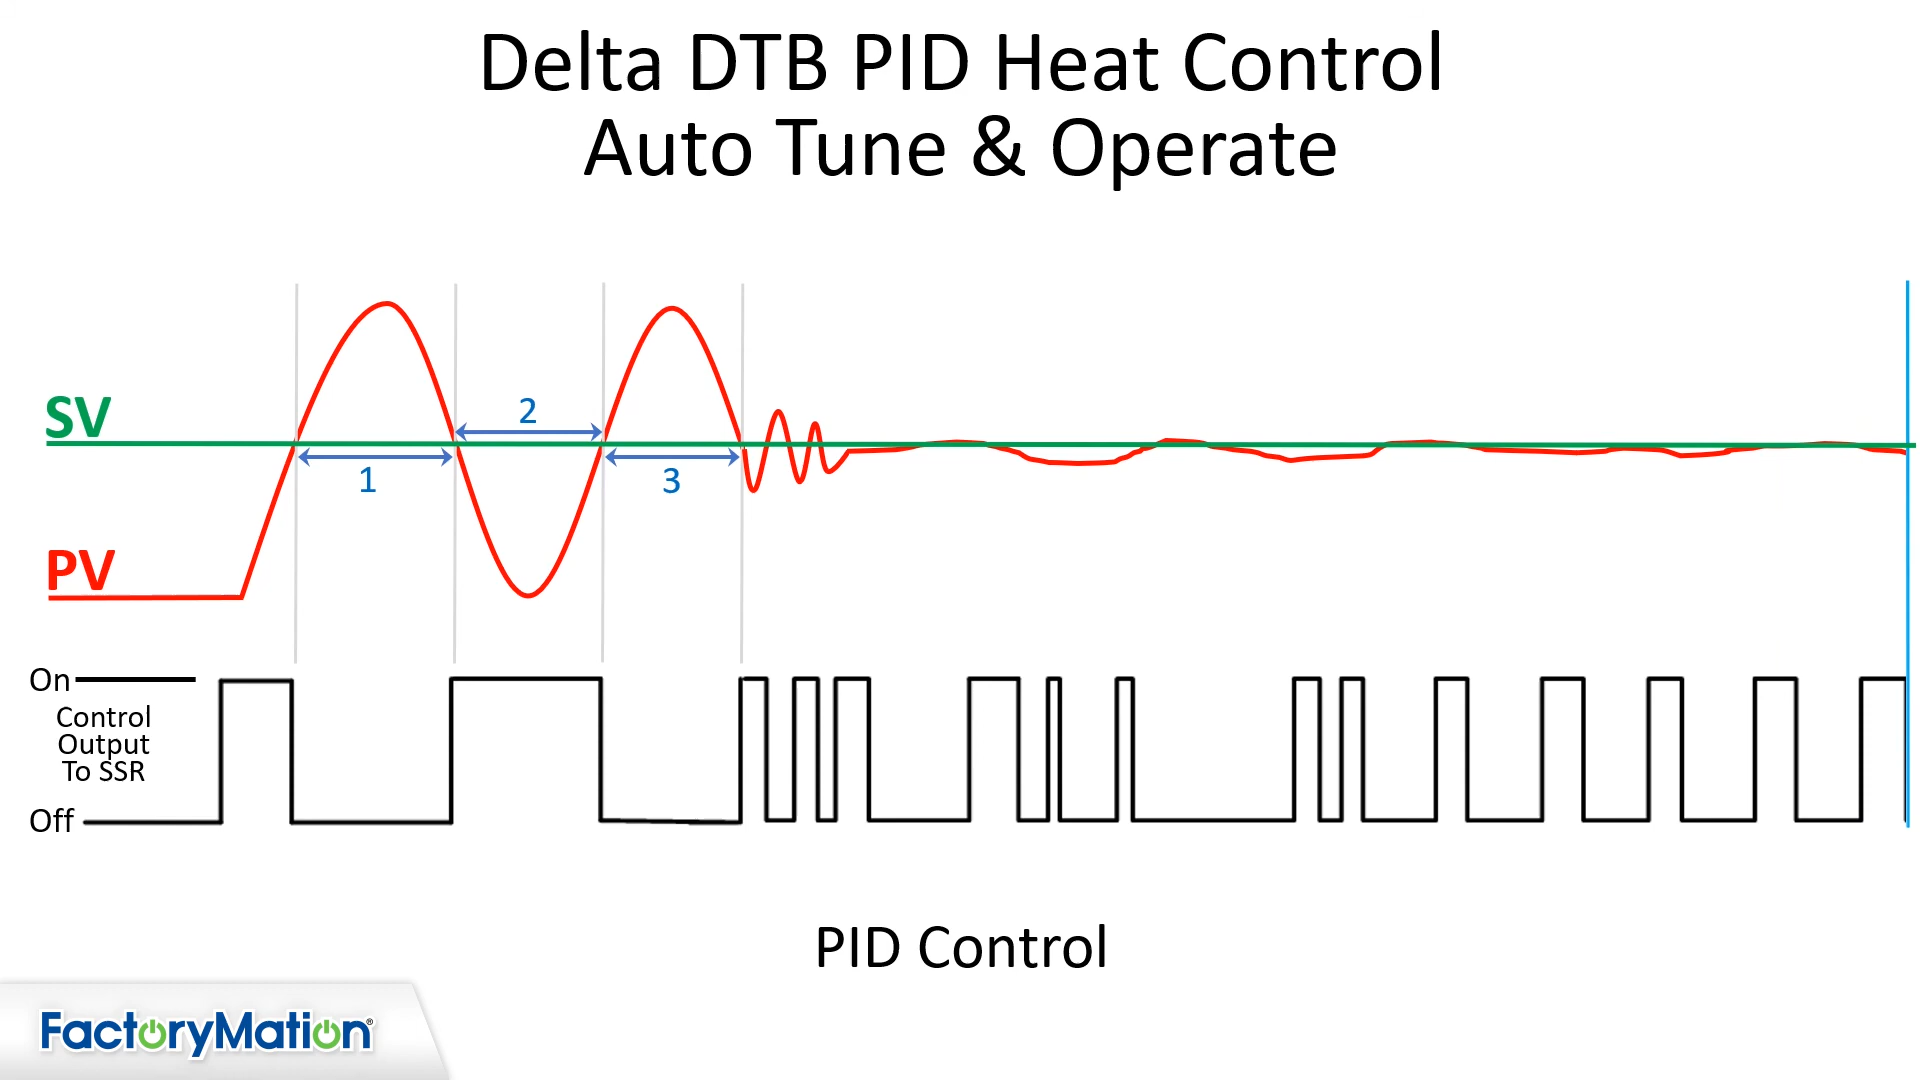 Delta DTB PID Heat Control
Auto Tune & Operate
SV
2
1
3
PV
On
Control
Output
To SSR
Off
PID Control
FactoryMation®